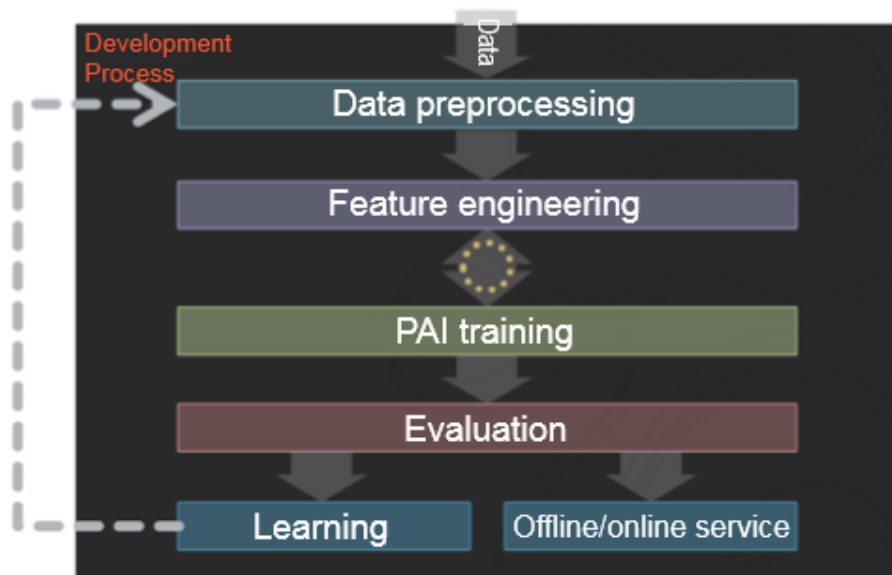 Development
Process
Data
Data preprocessing
Feature engineering
PAI training
Evaluation
Learning
Offline/online service